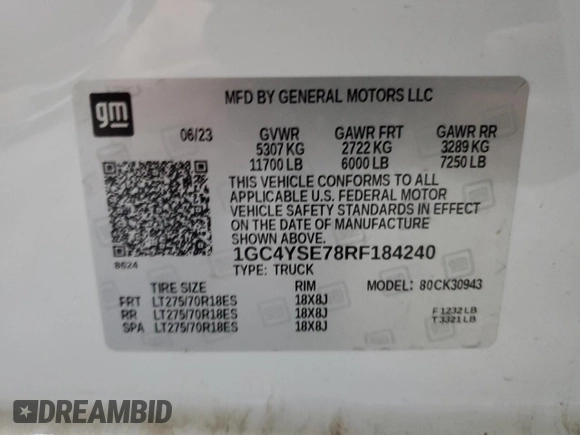 gm
MFD BY GENERAL MOTORS LLC
06/23 GVWR GAWR FRT GAWR RR
5307 KG 2722 KG 3289 KG
11700 LB 6000 LB 7250 LB
THIS VEHICLE CONFORMS TO ALL
APPLICABLE U.S. FEDERAL MOTOR
VEHICLE SAFETY STANDARDS IN EFFECT
ON THE DATE OF MANUFACTURE
SHOWN ABOVE.
8624
1GC4YSE78RF184240
TYPE: TRUCK
TIRE SIZE RIM MODEL: 80CK30943
FRT LT275/70R18ES 18X8J F 1232 LB
RR LT275/70R18ES 18X8J T 3321 LB
SPA LT275/70R18ES 18X8J
DREAMBID